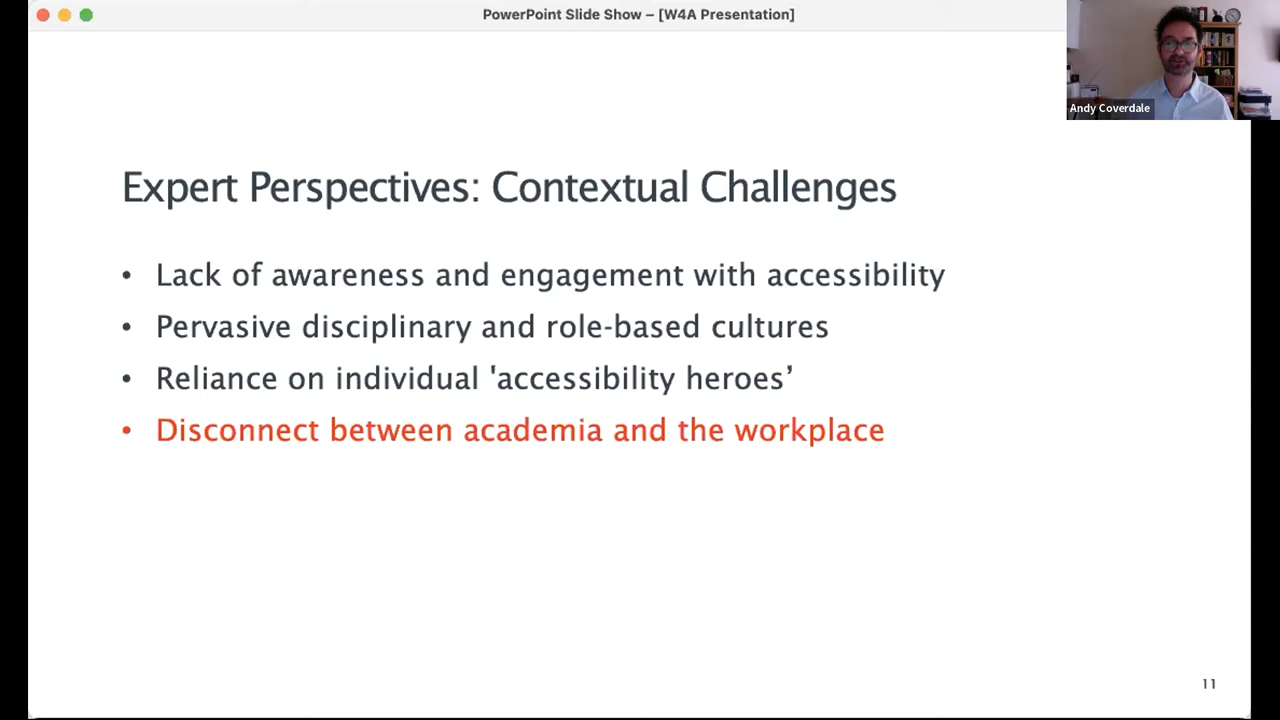 PowerPoint Slide Show – [W4A Presentation]
Andy Coverdale
Expert Perspectives: Contextual Challenges
• Lack of awareness and engagement with accessibility
• Pervasive disciplinary and role-based cultures
• Reliance on individual 'accessibility heroes’
• Disconnect between academia and the workplace
11